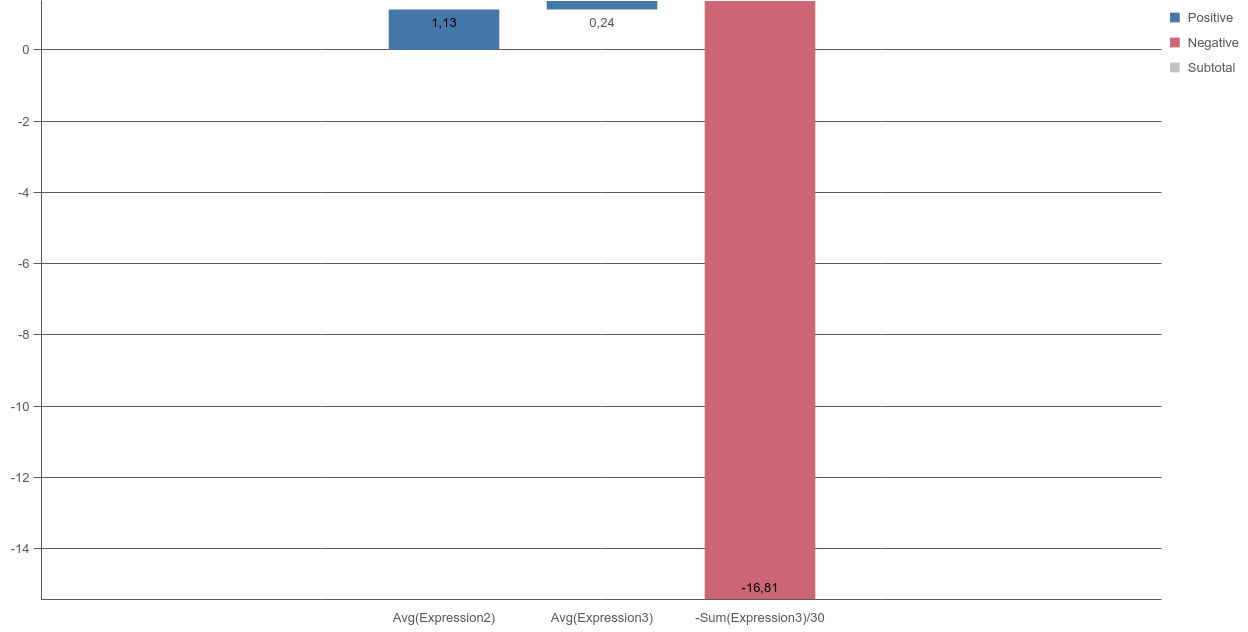 1,13
0,24
-16,81
0
-2
-4
-6
-8
-10
-12
-14
Avg(Expression2)
Avg(Expression3)
-Sum(Expression3)/30
Positive
Negative
Subtotal